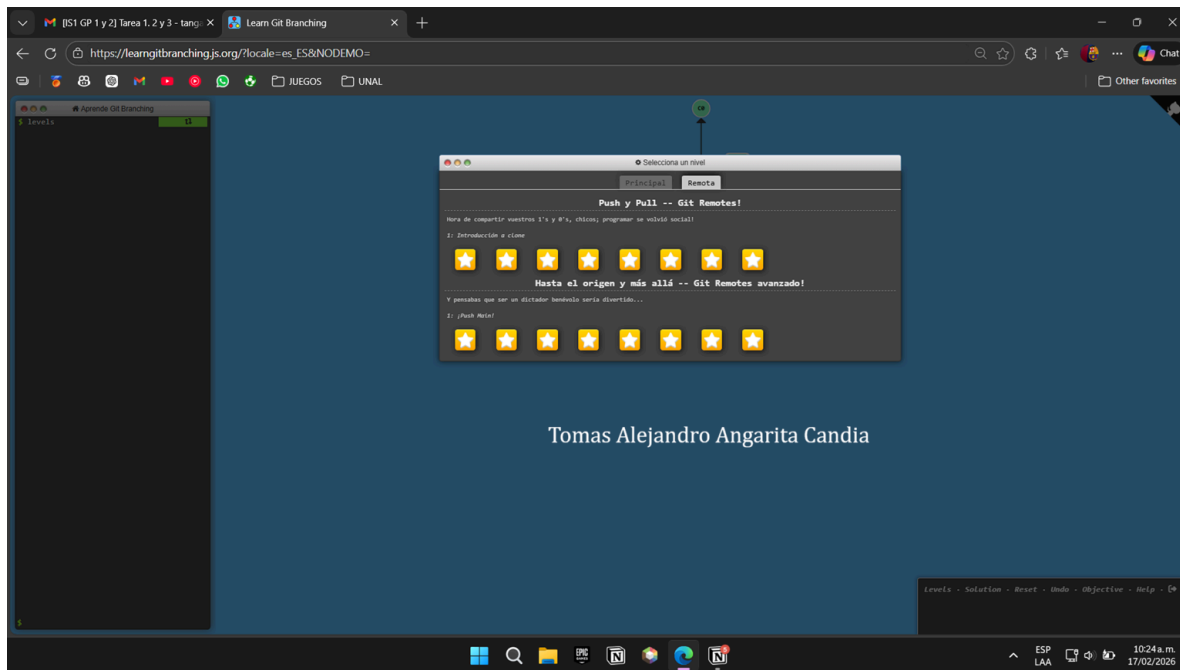 [IS1 GP 1 y 2] Tarea 1. 2 y 3 - tang
Learn Git Branching
https://learngitbranching.js.org/?locale=es_ES&NODEMO=
Chat
JUEGOS
UNAL
Other favorites
Aprende Git Branching
$ levels
C0
Selecciona un nivel
Principal
Remota
Push y Pull -- Git Remotes!
Hora de compartir vuestros 1's y 0's, chicos; programar se volvió social!
1: Introducción a clone
Hasta el origen y más allá -- Git Remotes avanzado!
Y pensabas que ser un dictador benévolo sería divertido...
1: ¡Push Main!
Tomas Alejandro Angarita Candia
Levels - Solution - Reset - Undo - Objective - Help -
$
EPIC GAMES
ESP
LAA
10:24 a. m.
17/02/2026